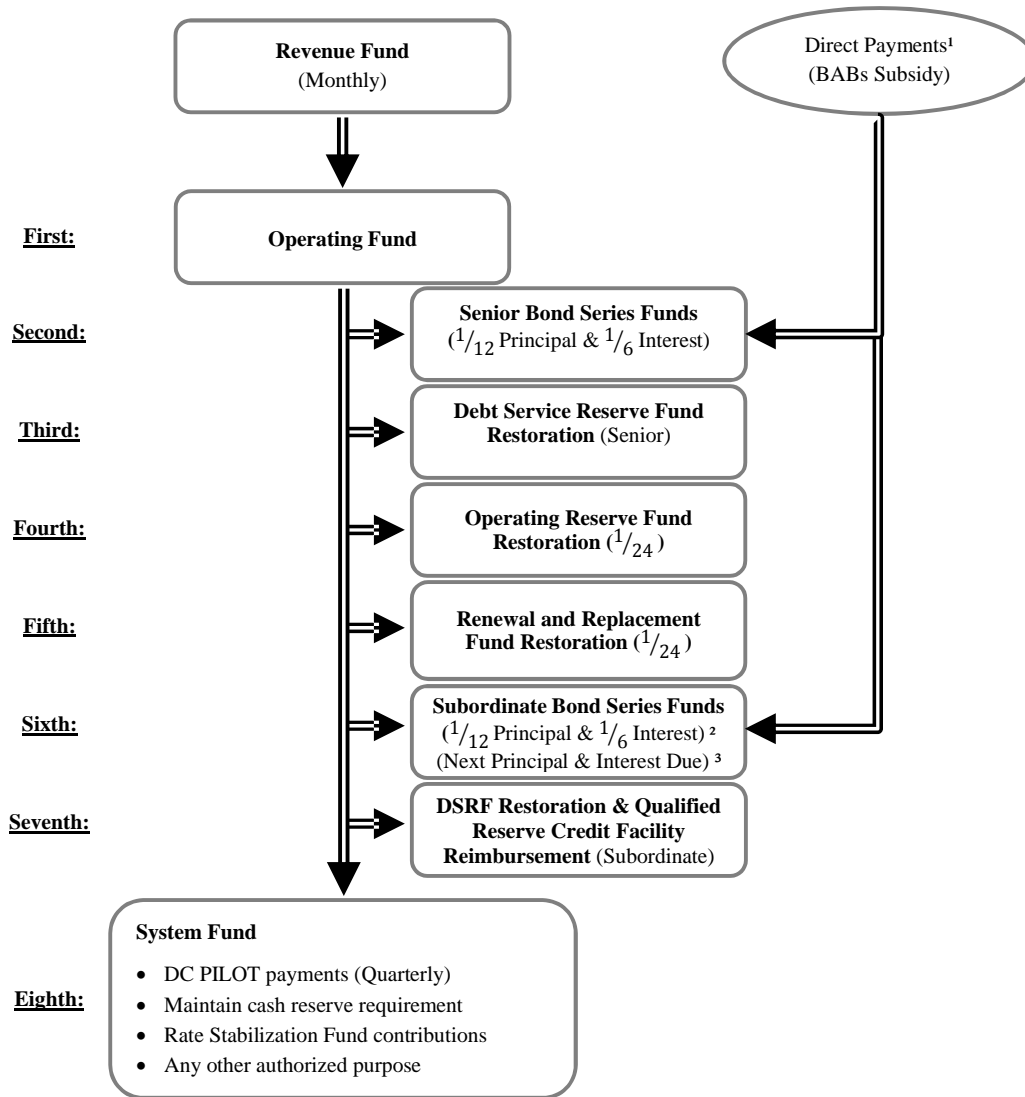 Revenue Fund
(Monthly)
Direct Payments¹
(BABs Subsidy)
First:
Operating Fund
Second:
Senior Bond Series Funds
(1/12 Principal & 1/6 Interest)
Third:
Debt Service Reserve Fund
Restoration (Senior)
Fourth:
Operating Reserve Fund
Restoration (1/24 )
Fifth:
Renewal and Replacement
Fund Restoration (1/24 )
Sixth:
Subordinate Bond Series Funds
(1/12 Principal & 1/6 Interest) ²
(Next Principal & Interest Due) ³
Seventh:
DSRF Restoration & Qualified
Reserve Credit Facility
Reimbursement (Subordinate)
Eighth:
System Fund
• DC PILOT payments (Quarterly)
• Maintain cash reserve requirement
• Rate Stabilization Fund contributions
• Any other authorized purpose